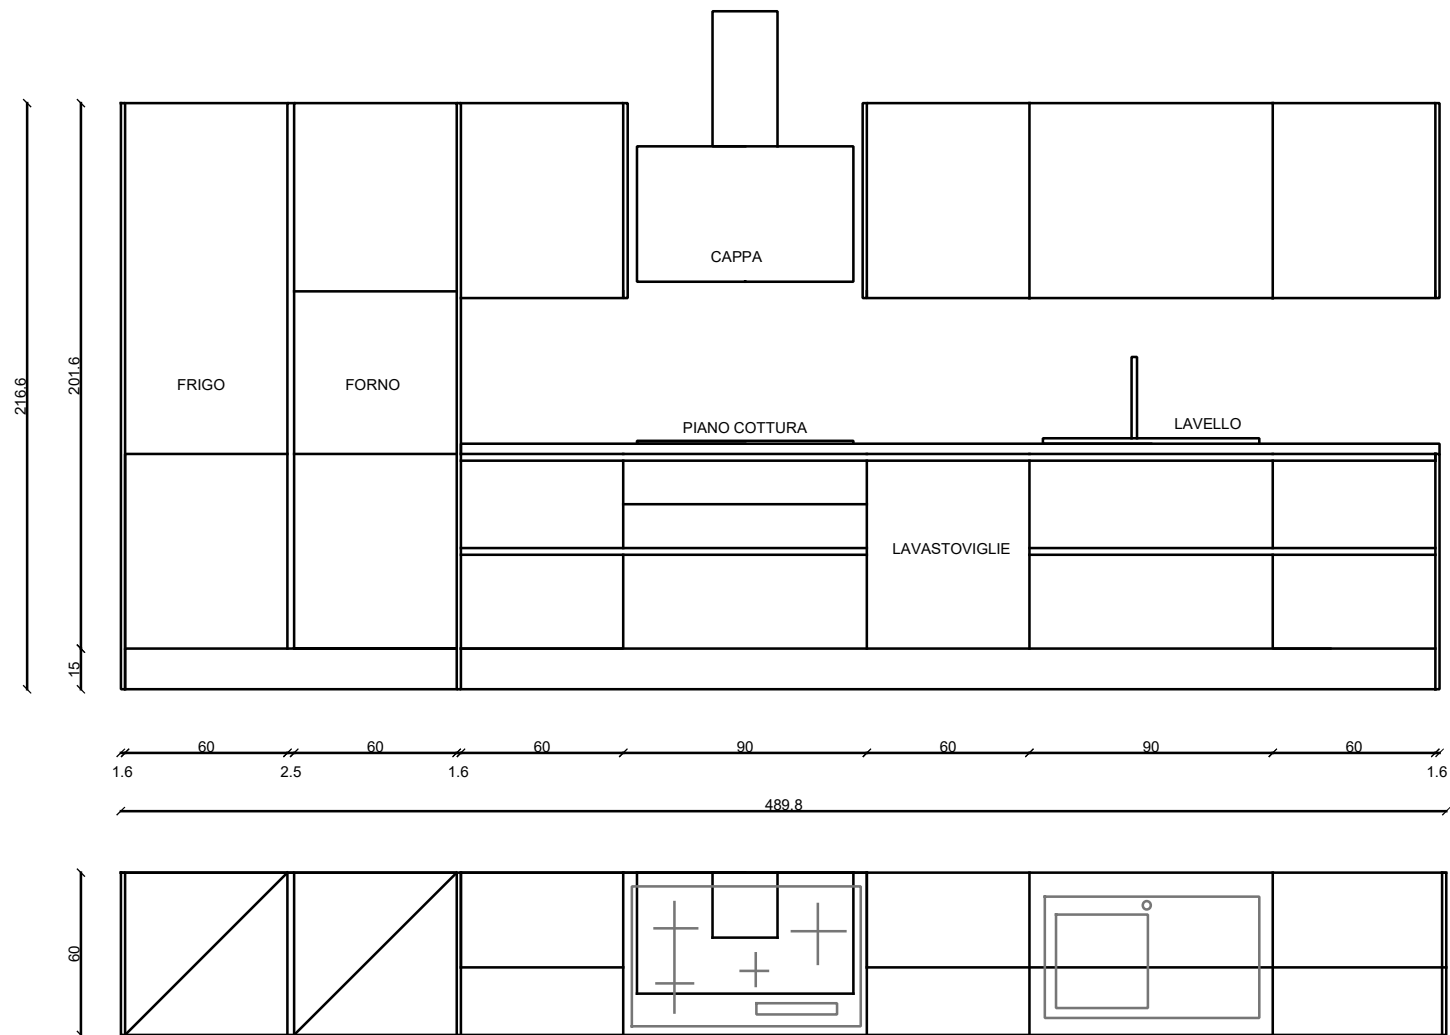 CAPPA
216.6
201.6
FRIGO
FORNO
PIANO COTTURA
LAVELLO
LAVASTOVIGLIE
15
60 60 60 90 60 90 60
1.6 2.5 1.6 1.6
489.8
60